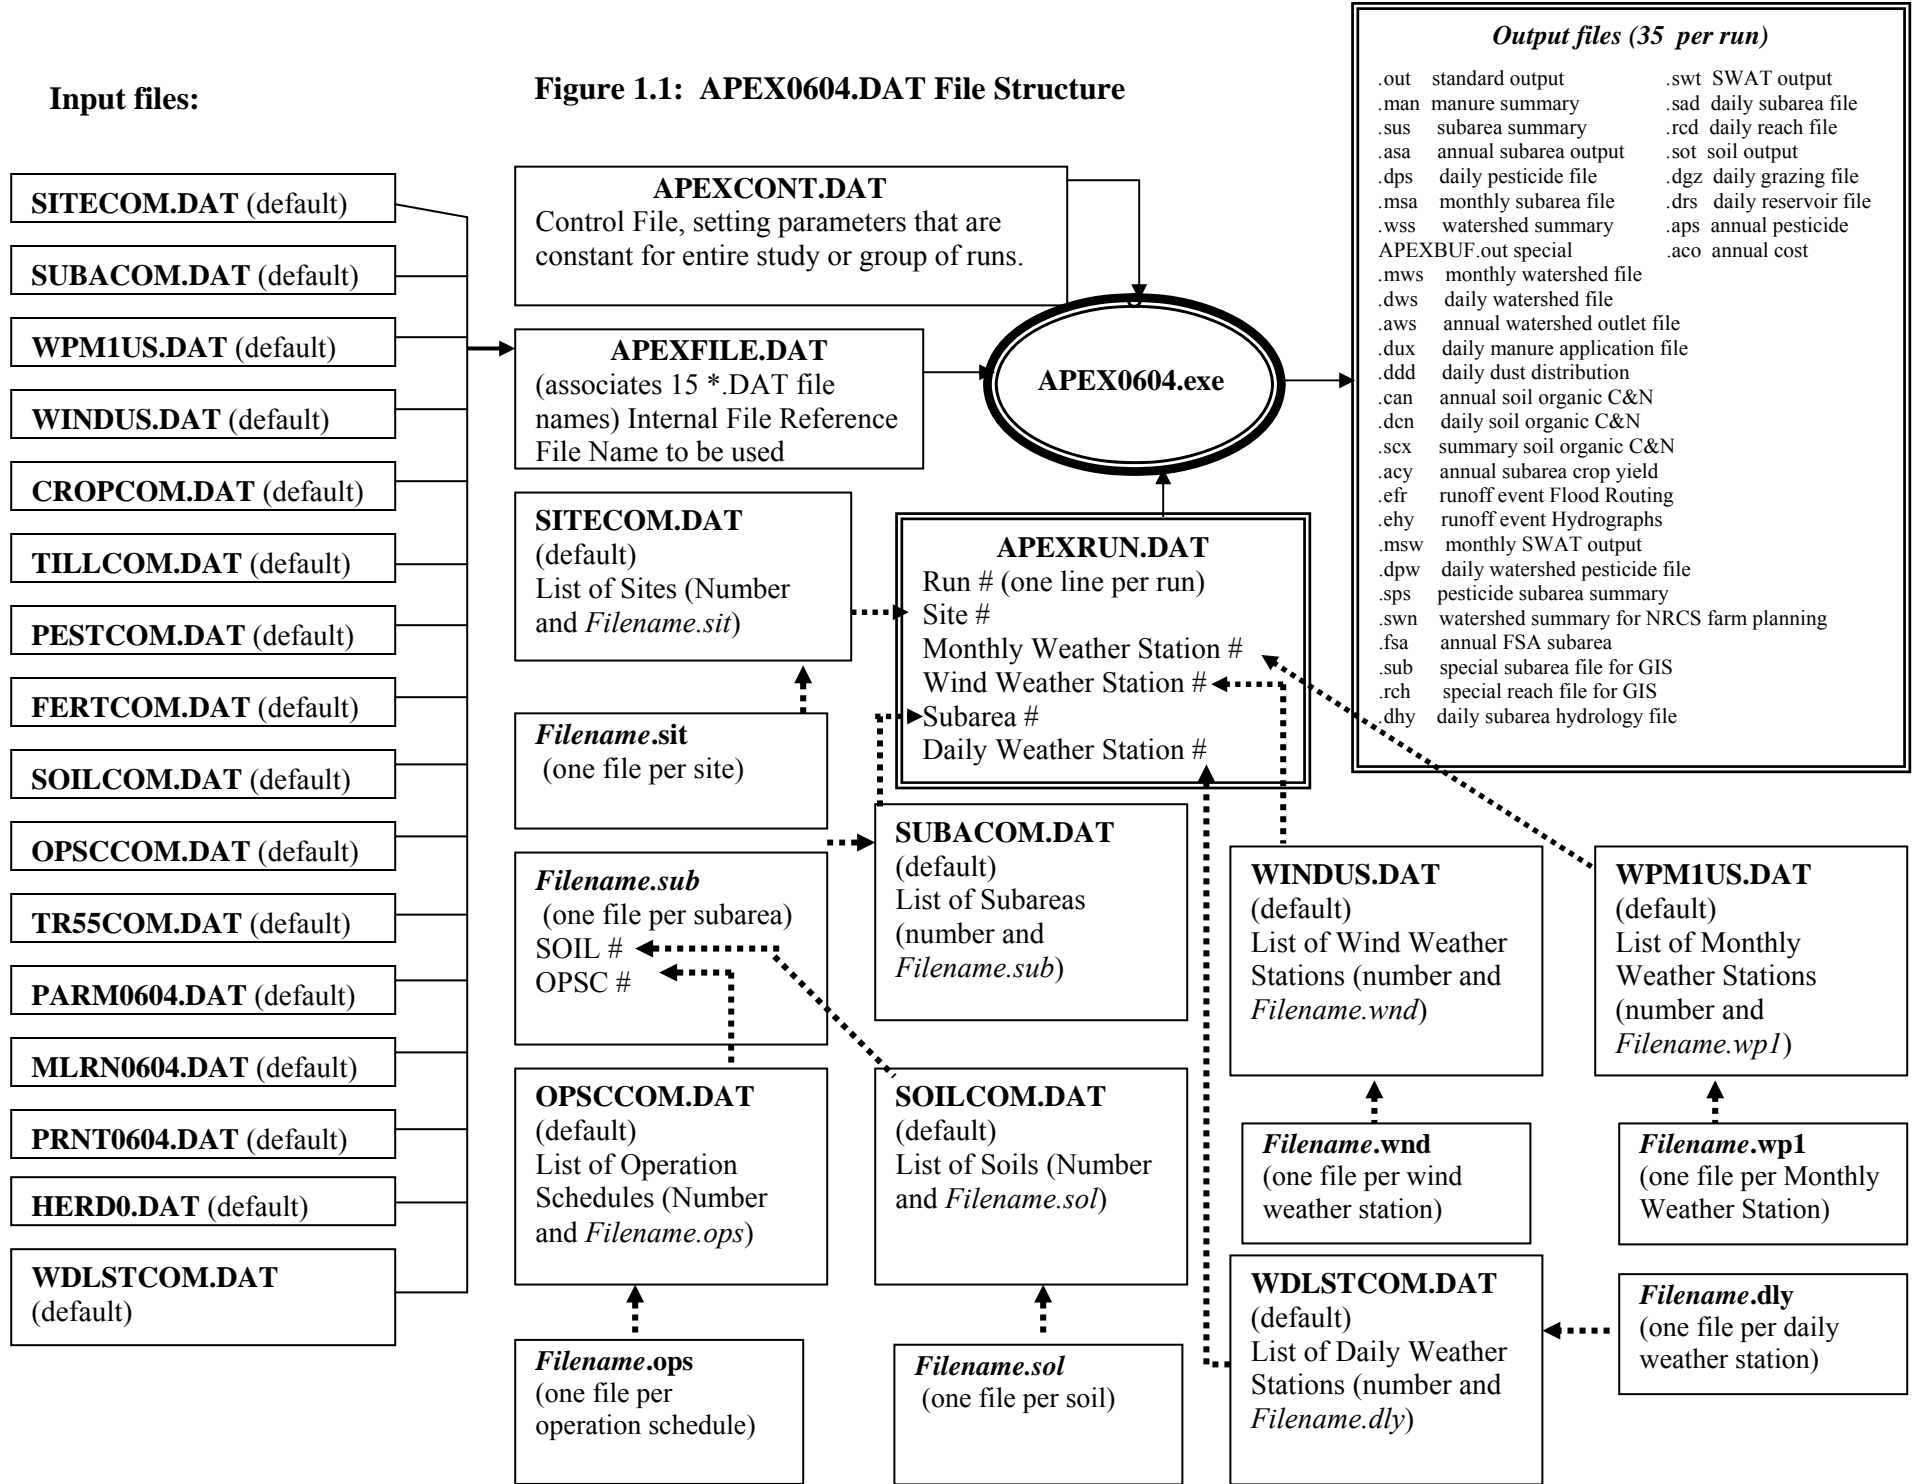 Input files:
Figure 1.1: APEX0604.DAT File Structure
SITECOM.DAT (default)
SUBACOM.DAT (default)
WPM1US.DAT (default)
WINDUS.DAT (default)
CROPCOM.DAT (default)
TILLCOM.DAT (default)
PESTCOM.DAT (default)
FERTCOM.DAT (default)
SOILCOM.DAT (default)
OPSCCOM.DAT (default)
TR55COM.DAT (default)
PARM0604.DAT (default)
MLRN0604.DAT (default)
PRNT0604.DAT (default)
HERD0.DAT (default)
WDLSTCOM.DAT
(default)
APEXCONT.DAT
Control File, setting parameters that are
constant for entire study or group of runs.
APEXFILE.DAT
(associates 15 *.DAT file
names) Internal File Reference
File Name to be used
APEX0604.exe
Output files (35 per run)
.out standard output
.man manure summary
.sus subarea summary
.asa annual subarea output
.dps daily pesticide file
.msa monthly subarea file
.wss watershed summary
APEXBUF.out special
.mws monthly watershed file
.dws daily watershed file
.aws annual watershed outlet file
.dux daily manure application file
.ddd daily dust distribution
.can annual soil organic C&N
.dcn daily soil organic C&N
.scx summary soil organic C&N
.acy annual subarea crop yield
.efr runoff event Flood Routing
.ehy runoff event Hydrographs
.msw monthly SWAT output
.dpw daily watershed pesticide file
.sps pesticide subarea summary
.swn watershed summary for NRCS farm planning
.fsa annual FSA subarea
.sub special subarea file for GIS
.rch special reach file for GIS
.dhy daily subarea hydrology file
.swt SWAT output
.sad daily subarea file
.rcd daily reach file
.sot soil output
.dgz daily grazing file
.drs daily reservoir file
.aps annual pesticide
.aco annual cost
SITECOM.DAT
(default)
List of Sites (Number
and Filename.sit)
APEXRUN.DAT
Run # (one line per run)
Site #
Monthly Weather Station #
Wind Weather Station #
Subarea #
Daily Weather Station #
Filename.sit
(one file per site)
Filename.sub
(one file per subarea)
SOIL #
OPSC #
SUBACOM.DAT
(default)
List of Subareas
(number and
Filename.sub)
WINDUS.DAT
(default)
List of Wind Weather
Stations (number and
Filename.wnd)
WPM1US.DAT
(default)
List of Monthly
Weather Stations
(number and
Filename.wp1)
OPSCCOM.DAT
(default)
List of Operation
Schedules (Number
and Filename.ops)
SOILCOM.DAT
(default)
List of Soils (Number
and Filename.sol)
Filename.wnd
(one file per wind
weather station)
Filename.wp1
(one file per Monthly
Weather Station)
WDLSTCOM.DAT
(default)
List of Daily Weather
Stations (number and
Filename.dly)
Filename.dly
(one file per daily
weather station)
Filename.ops
(one file per
operation schedule)
Filename.sol
(one file per soil)